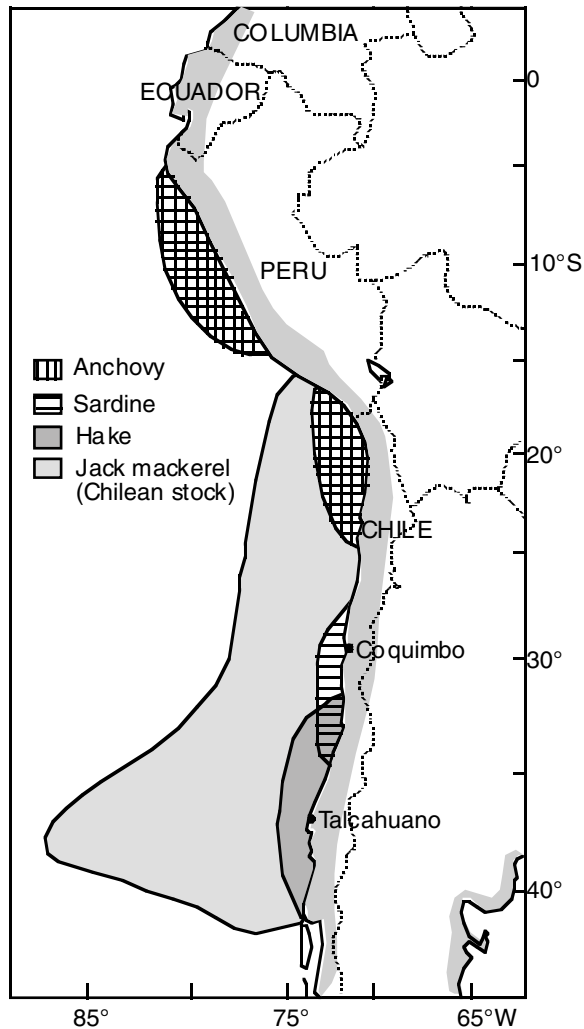 COLUMBIA
ECUADOR
0
PERU
10°S
Anchovy
Sardine
Hake
Jack mackerel
(Chilean stock)
20°
CHILE
Coquimbo
30°
Talcahuano
40°
85°
75°
65°W